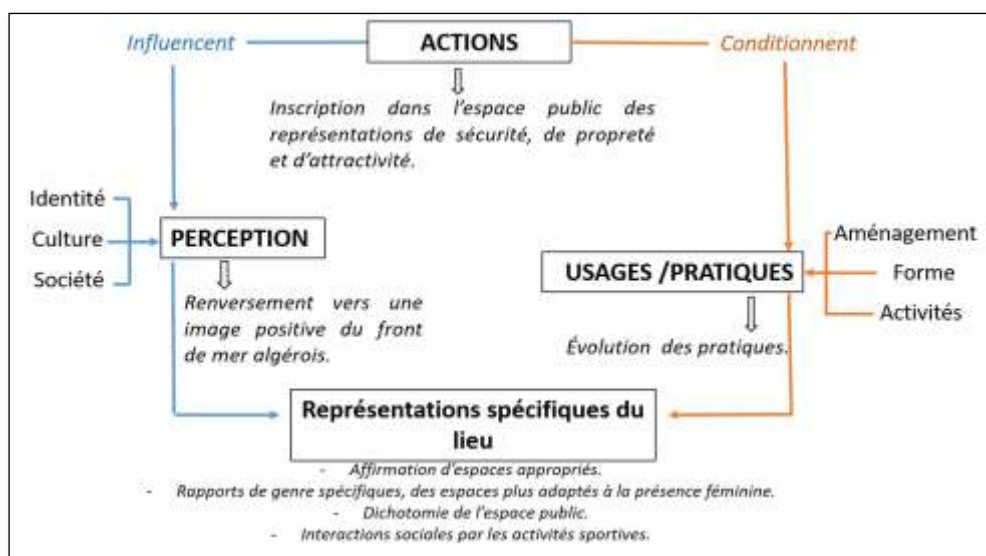 Influencent
ACTIONS
Conditionnent
Inscription dans l'espace public des
représentations de sécurité, de propreté
et d'attractivité.
Identité
Culture
Société
PERCEPTION
Renversement vers une
image positive du front
de mer algérois.
USAGES /PRATIQUES
Aménagement
Forme
Activités
Évolution des pratiques.
Représentations spécifiques du
lieu
- Affirmation d'espaces appropriés.
- Rapports de genre spécifiques, des espaces plus adaptés à la présence féminine.
- Dichotomie de l'espace public.
- Interactions sociales par les activités sportives.